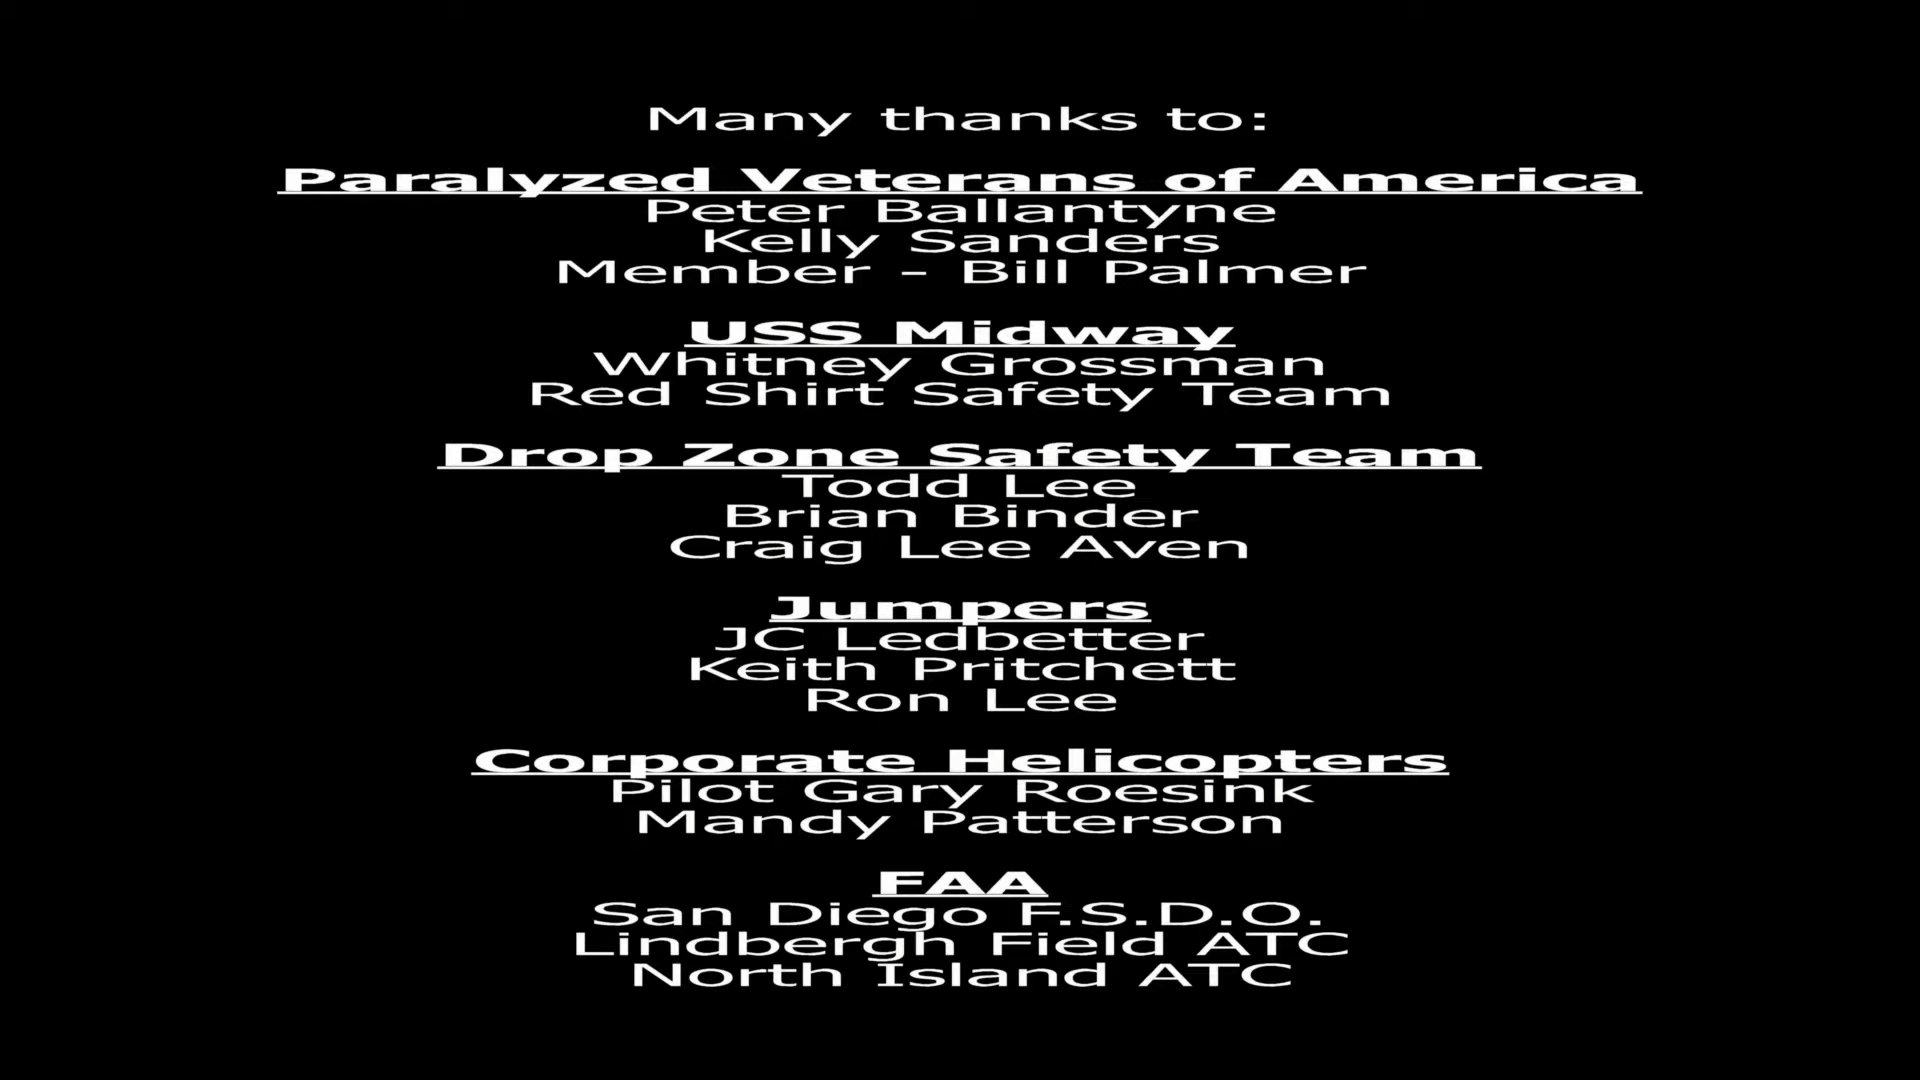 Many thanks to:
Paralyzed Veterans of America
Peter Ballantyne
Kelly Sanders
Member - Bill Palmer
USS Midway
Whitney Grossman
Red Shirt Safety Team
Drop Zone Safety Team
Todd Lee
Brian Binder
Craig Lee Aven
Jumpers
JC Ledbetter
Keith Pritchett
Ron Lee
Corporate Helicopters
Pilot Gary Roesink
Mandy Patterson
FAA
San Diego F.S.D.O.
Lindbergh Field ATC
North Island ATC